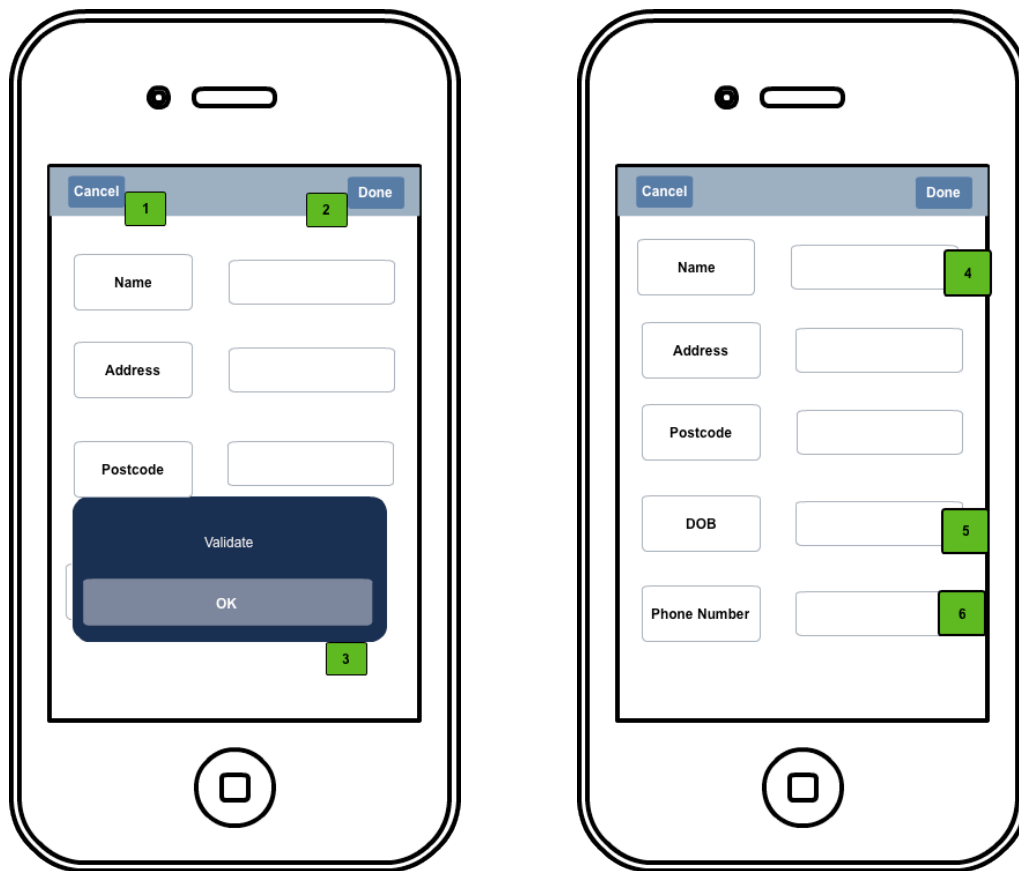 Cancel
1
2
Done
Name
Address
Postcode
Validate
OK
3
Cancel
Done
Name
4
Address
Postcode
DOB
5
Phone Number
6